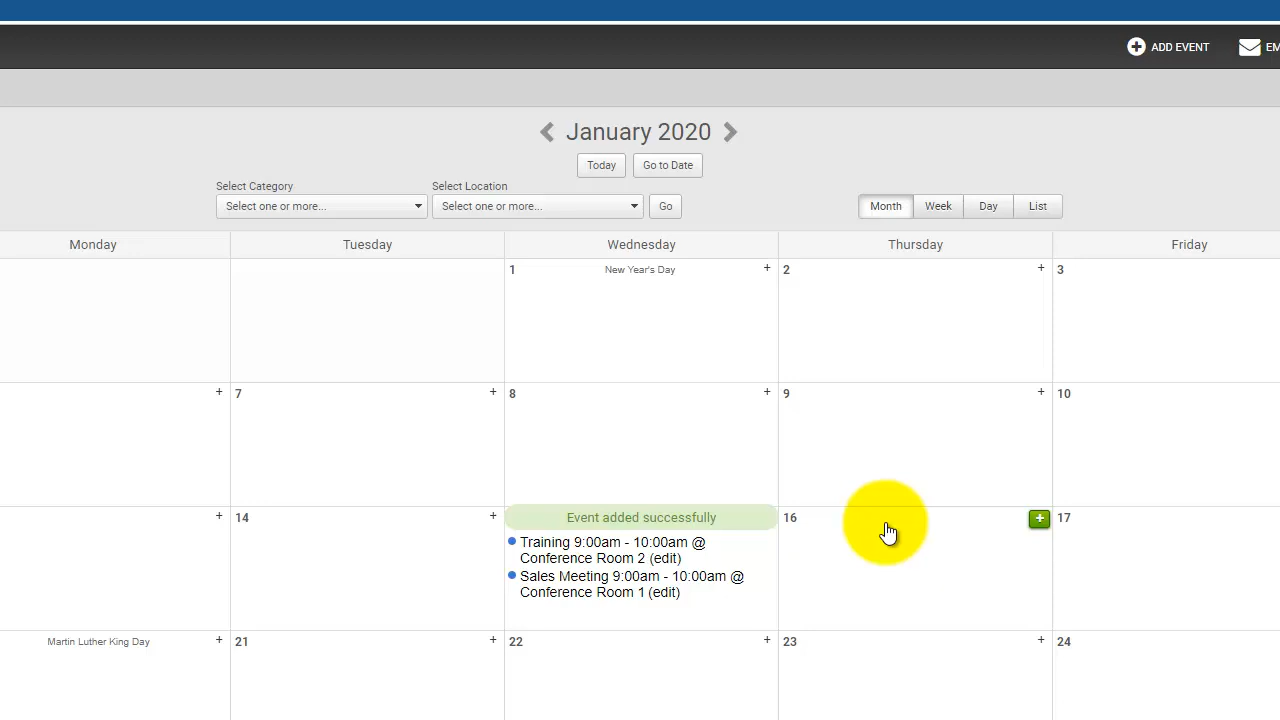 ADD EVENT EM
January 2020
Today Go to Date
Select Category Select Location
Select one or more... Select one or more... Go Month Week Day List
Monday Tuesday Wednesday Thursday Friday
1 New Year's Day + 2 + 3
+ 7 + 8 + 9 + 10
+ 14 + Event added successfully 16 + 17
Training 9:00am - 10:00am @
Conference Room 2 (edit)
Sales Meeting 9:00am - 10:00am @
Conference Room 1 (edit)
Martin Luther King Day + 21 + 22 + 23 + 24